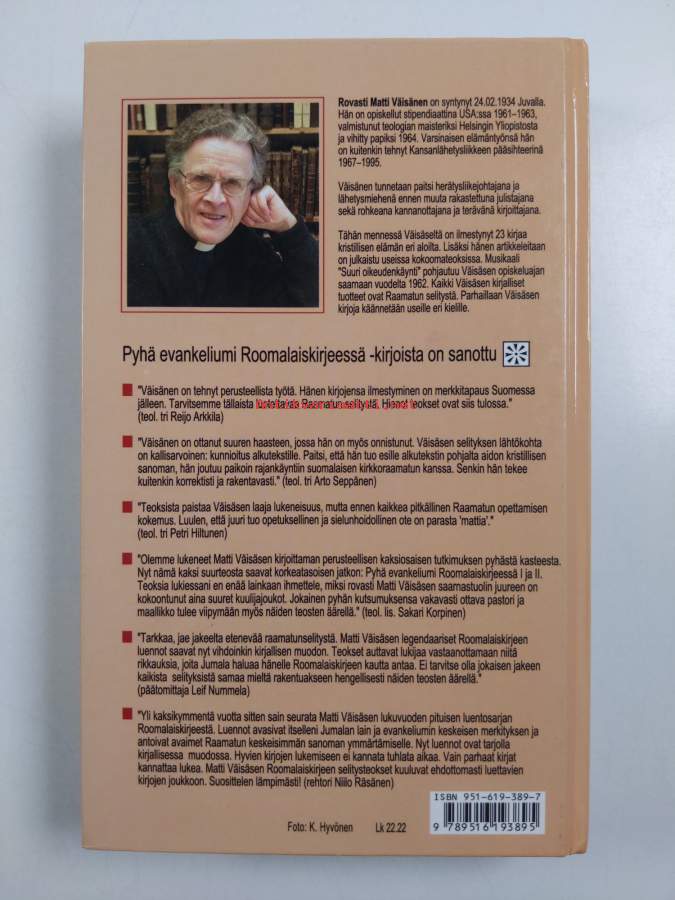 Rovasti Matti Väisänen on syntynyt 24.02.1934 Juvalla.
Hän on opiskellut stipendiaattina USA:ssa 1961–1963,
valmistunut teologian maisteriksi Helsingin Yliopistosta
ja vihitty papiksi 1964. Varsinaisen elämäntyönsä hän
on kuitenkin tehnyt Kansanlähetysliikkeen pääsihteerinä
1967–1995.
Väisänen tunnetaan paitsi herätysliikejohtajana ja
lähetysmiehenä ennen muuta rakastettuna julistajana
sekä rohkeana kannanottajana ja terävänä kirjoittajana.
Tähän mennessä Väisäseltä on ilmestynyt 23 kirjaa
kristillisen elämän eri aloilta. Lisäksi hänen artikkeleitaan
on julkaistu useissa kokoomateoksissa. Musikaali
"Suuri oikeudenkäynti" pohjautuu Väisäsen opiskeluajan
saarnaan vuodelta 1962. Kaikki Väisäsen kirjalliset
tuotteet ovat Raamatun selitystä. Parhaillaan Väisäsen
kirjoja käännetään useille eri kielille.
Pyhä evankeliumi Roomalaiskirjeessä -kirjoista on sanottu
"Väisänen on tehnyt perusteellista työtä. Hänen kirjojensa ilmestyminen on merkkitapaus Suomessa
jälleen. Tarvitsemme tällaista Raamatun selitystä. Hienot teokset ovat siis tulossa."
(teol. tri Reijo Arkkila)
"Väisänen on ottanut suuren haasteen, jossa hän on myös onnistunut. Väisäsen selityksen lähtökohta
on kallisarvoinen: kunnioitus alkutekstille. Paitsi, että hän tuo esille alkutekstin pohjalta aidon kristillisen
sanoman, hän joutuu paikoin rajankäyntiin suomalaisen kirkkoraamatun kanssa. Senkin hän tekee
kuitenkin korrektisti ja rakentavasti." (teol. tri Arto Seppänen)
"Teoksista paistaa Väisäsen laaja lukeneisuus, mutta ennen kaikkea pitkällinen Raamatun opettamisen
kokemus. Luulen, että juuri tuo opetuksellinen ja sielunhoidollinen ote on parasta 'mattia'."
(teol. tri Petri Hiltunen)
"Olemme lukeneet Matti Väisäsen kirjoittaman perusteellisen kaksiosaisen tutkimuksen pyhästä kasteesta.
Nyt nämä kaksi suurteosta saavat korkeatasoisen jatkon: Pyhä evankeliumi Roomalaiskirjeessä I ja II.
Teoksia lukiessani en enää lainkaan ihmettele, miksi rovasti Matti Väisäsen saarnastuolin juureen on
kokoontunut aina suuret kuulijajoukot. Jokainen pyhän kutsumuksensa vakavasti ottava pastori ja
maallikko tulee viipymään myös näiden teosten äärellä." (teol. lis. Sakari Korpinen)
"Tarkkaa, jae jakeelta etenevää raamatunselitystä. Matti Väisäsen legendaariset Roomalaiskirjeen
luennot saavat nyt vihdoinkin kirjallisen muodon. Teokset auttavat lukijaa vastaanottamaan niitä
rikkauksia, joita Jumala haluaa hänelle Roomalaiskirjeen kautta antaa. Ei tarvitse olla jokaisen jakeen
kaikista selityksistä samaa mieltä rakentuakseen hengellisesti näiden teosten äärellä."
(päätoimittaja Leif Nummela)
"Yli kaksikymmentä vuotta sitten sain seurata Matti Väisäsen lukuvuoden pituisen luentosarjan
Roomalaiskirjeestä. Luennot avasivat itselleni Jumalan lain ja evankeliumin keskeisen merkityksen ja
antoivat avaimet Raamatun keskeisimmän sanoman ymmärtämiselle. Nyt luennot ovat tarjolla
kirjallisessa muodossa. Hyvien kirjojen lukemiseen ei kannata tuhlata aikaa. Vain parhaat kirjat
kannattaa lukea. Matti Väisäsen Roomalaiskirjeen selitysteokset kuuluvat ehdottomasti luettavien
kirjojen joukkoon. Suosittelen lämpimästi! (rehtori Niilo Räsänen)
ISBN 951-619-389-7
9 789516 193895
Foto: K. Hyvönen Lk 22.22